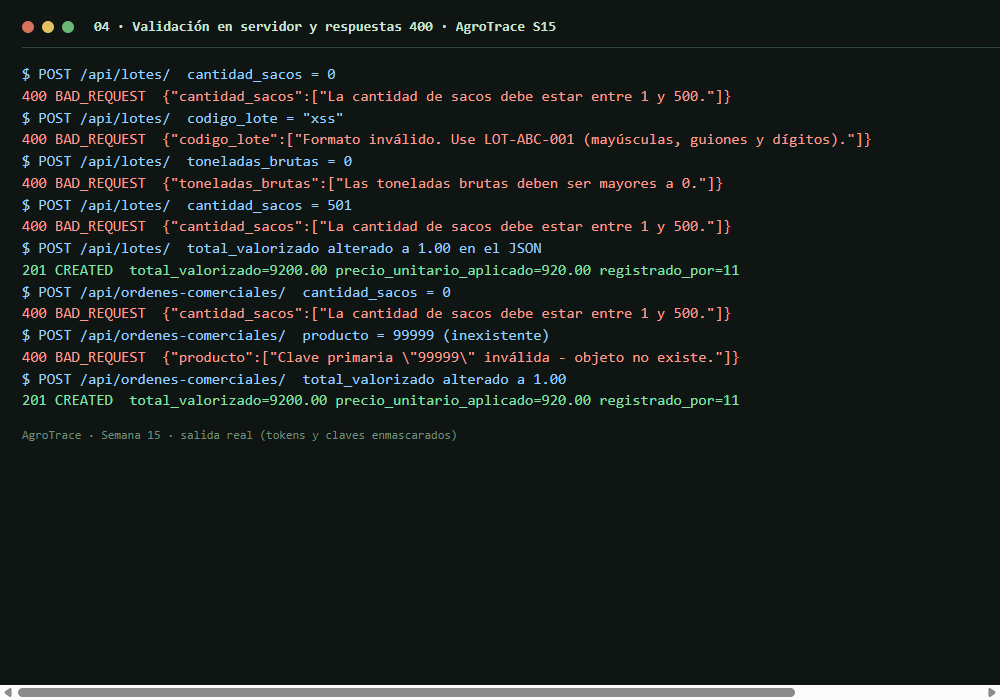 04 · Validación en servidor y respuestas 400 · AgroTrace S15
$ POST /api/lotes/  cantidad_sacos = 0
400 BAD_REQUEST  {"cantidad_sacos":["La cantidad de sacos debe estar entre 1 y 500."]}
$ POST /api/lotes/  codigo_lote = "xss"
400 BAD_REQUEST  {"codigo_lote":["Formato inválido. Use LOT-ABC-001 (mayúsculas, guiones y dígitos)."]}
$ POST /api/lotes/  toneladas_brutas = 0
400 BAD_REQUEST  {"toneladas_brutas":["Las toneladas brutas deben ser mayores a 0."]}
$ POST /api/lotes/  cantidad_sacos = 501
400 BAD_REQUEST  {"cantidad_sacos":["La cantidad de sacos debe estar entre 1 y 500."]}
$ POST /api/lotes/  total_valorizado alterado a 1.00 en el JSON
201 CREATED  total_valorizado=9200.00 precio_unitario_aplicado=920.00 registrado_por=11
$ POST /api/ordenes-comerciales/  cantidad_sacos = 0
400 BAD_REQUEST  {"cantidad_sacos":["La cantidad de sacos debe estar entre 1 y 500."]}
$ POST /api/ordenes-comerciales/  producto = 99999 (inexistente)
400 BAD_REQUEST  {"producto":["Clave primaria \"99999\" inválida - objeto no existe."]}
$ POST /api/ordenes-comerciales/  total_valorizado alterado a 1.00
201 CREATED  total_valorizado=9200.00 precio_unitario_aplicado=920.00 registrado_por=11
AgroTrace · Semana 15 · salida real (tokens y claves enmascarados)